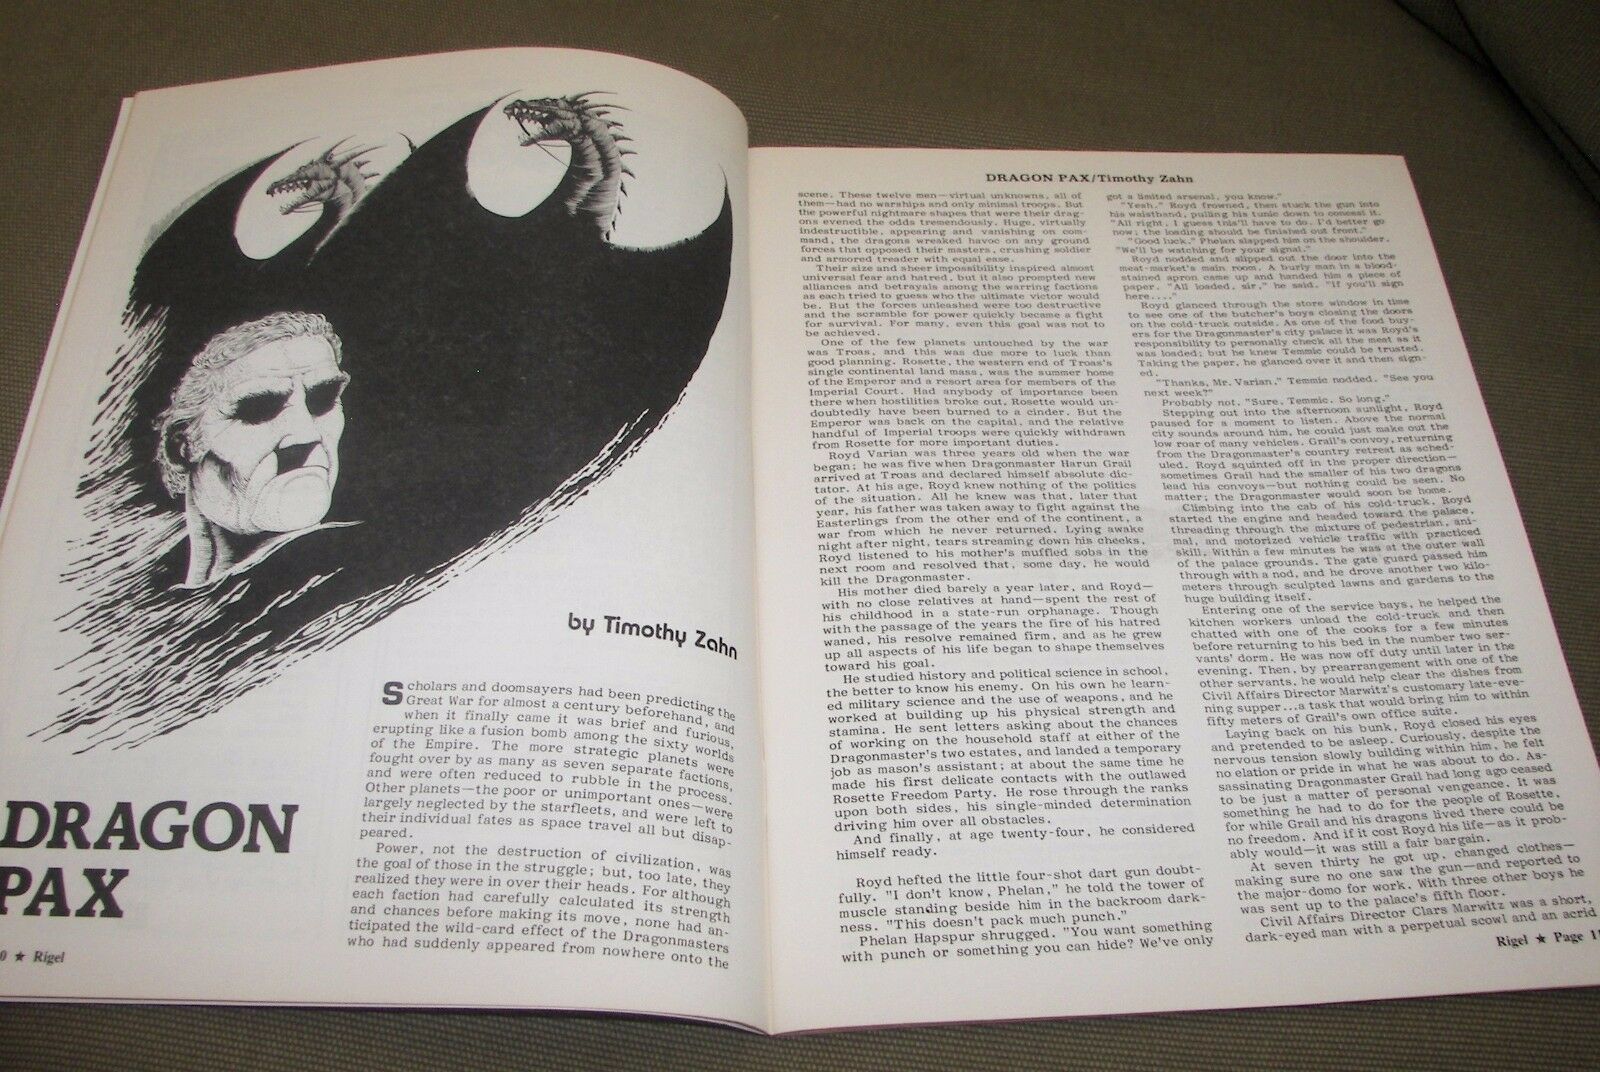 by Timothy Zahn
DRAGON
PAX
Scholars and doomsayers had been predicting the
Great War for almost a century beforehand, and
when it finally came it was brief and furious,
erupting like a fusion bomb among the sixty worlds
of the Empire. The more strategic planets were
fought over by as many as seven separate factions,
and were often reduced to rubble in the process.
Other planets—the poor or unimportant ones—were
largely neglected by the starfleets, and were left to
their individual fates as space travel all but disap-
peared.
Power, not the destruction of civilization, was
the goal of those in the struggle; but, too late, they
realized they were in over their heads. For although
each faction had carefully calculated its strength
and chances before making its move, none had an-
ticipated the wild-card effect of the Dragonmasters
who had suddenly appeared from nowhere onto the
0 ★ Rigel
DRAGON PAX/Timothy Zahn
scene. These twelve men—virtual unknowns, all of
them—had no warships and only minimal troops. But
the powerful nightmare shapes that were their drag-
ons evened the odds tremendously. Huge, virtually
indestructible, appearing and vanishing on com-
mand, the dragons wreaked havoc on any ground
forces that opposed their masters, crushing soldier
and armored treader with equal ease.
Their size and sheer impossibility inspired almost
universal fear and hatred, but it also prompted new
alliances and betrayals among the warring factions
as each tried to guess who the ultimate victor would
be. But the forces unleashed were too destructive
and the scramble for power quickly became a fight
for survival. For many, even this goal was not to
be achieved.
One of the few planets untouched by the war
was Troas, and this was due more to luck than
good planning. Rosette, the western end of Troas's
single continental land mass, was the summer home
of the Emperor and a resort area for members of the
Imperial Court. Had anybody of importance been
there when hostilities broke out, Rosette would un-
doubtedly have been burned to a cinder. But the
Emperor was back on the capital, and the relative
handful of Imperial troops were quickly withdrawn
from Rosette for more important duties.
Royd Varian was three years old when the war
began; he was five when Dragonmaster Harun Grail
arrived at Troas and declared himself absolute dic-
tator. At his age, Royd knew nothing of the politics
of the situation. All he knew was that, later that
year, his father was taken away to fight against the
Easterlings from the other end of the continent, a
war from which he never returned. Lying awake
night after night, tears streaming down his cheeks,
Royd listened to his mother's muffled sobs in the
next room and resolved that, some day, he would
kill the Dragonmaster.
His mother died barely a year later, and Royd—
with no close relatives at hand—spent the rest of
his childhood in a state-run orphanage. Though
with the passage of the years the fire of his hatred
waned, his resolve remained firm, and as he grew
up all aspects of his life began to shape themselves
toward his goal.
He studied history and political science in school,
the better to know his enemy. On his own he learn-
ed military science and the use of weapons, and he
worked at building up his physical strength and
stamina. He sent letters asking about the chances
of working on the household staff at either of the
Dragonmaster's two estates, and landed a temporary
job as mason's assistant; at about the same time he
made his first delicate contacts with the outlawed
Rosette Freedom Party. He rose through the ranks
upon both sides, his single-minded determination
driving him over all obstacles.
And finally, at age twenty-four, he considered
himself ready.
Royd hefted the little four-shot dart gun doubt-
fully. "I don't know, Phelan," he told the tower of
muscle standing beside him in the backroom dark-
ness. "This doesn't pack much punch."
Phelan Hapspur shrugged. "You want something
with punch or something you can hide? We've only
got a limited arsenal, you know."
"Yeah." Royd frowned, then stuck the gun into
his waistband, pulling his tunic down to conceal it.
"All right, I guess this'll have to do. I'd better go
now; the loading should be finished out front."
"Good luck." Phelan slapped him on the shoulder.
"We'll be watching for your signal."
Royd nodded and slipped out the door into the
meat-market's main room. A burly man in a blood-
stained apron came up and handed him a piece of
paper. "All loaded, sir," he said. "If you'll sign
here...."
Royd glanced through the store window in time
to see one of the butcher's boys closing the doors
on the cold-truck outside. As one of the food buy-
ers for the Dragonmaster's city palace it was Royd's
responsibility to personally check all the meat as it
was loaded; but he knew Temmic could be trusted.
Taking the paper, he glanced over it and then sign-
ed.
"Thanks, Mr. Varian." Temmic nodded. "See you
next week?"
Probably not. "Sure, Temmic. So long."
Stepping out into the afternoon sunlight, Royd
paused for a moment to listen. Above the normal
city sounds around him, he could just make out the
low roar of many vehicles. Grail's convoy, returning
from the Dragonmaster's country retreat as sched-
uled. Royd squinted off in the proper direction—
sometimes Grail had the smaller of his two dragons
lead his convoys—but nothing could be seen. No
matter; the Dragonmaster would soon be home.
Climbing into the cab of his cold-truck, Royd
started the engine and headed toward the palace,
threading through the mixture of pedestrian, ani-
mal, and motorized vehicle traffic with practiced
skill. Within a few minutes he was at the outer wall
of the palace grounds. The gate guard passed him
through with a nod, and he drove another two kilo-
meters through sculpted lawns and gardens to the
huge building itself.
Entering one of the service bays, he helped the
kitchen workers unload the cold-truck and then
chatted with one of the cooks for a few minutes
before returning to his bed in the number two ser-
vants' dorm. He was now off duty until later in the
evening. Then, by prearrangement with one of the
other servants, he would help clear the dishes from
Civil Affairs Director Marwitz's customary late-eve-
ning supper...a task that would bring him to within
fifty meters of Grail's own office suite.
Laying back on his bunk, Royd closed his eyes
and pretended to be asleep. Curiously, despite the
nervous tension slowly building within him, he felt
no elation or pride in what he was about to do. As-
sassinating Dragonmaster Grail had long ago ceased
to be just a matter of personal vengeance. It was
something he had to do for the people of Rosette,
for while Grail and his dragons lived there could be
no freedom. And if it cost Royd his life—as it prob-
ably would—it was still a fair bargain.
At seven thirty he got up, changed clothes—
making sure no one saw the gun—and reported to
the major-domo for work. With three other boys he
was sent up to the palace's fifth floor.
Civil Affairs Director Clars Marwitz was a short,
dark-eyed man with a perpetual scowl and an acrid
Rigel ★ Page 11